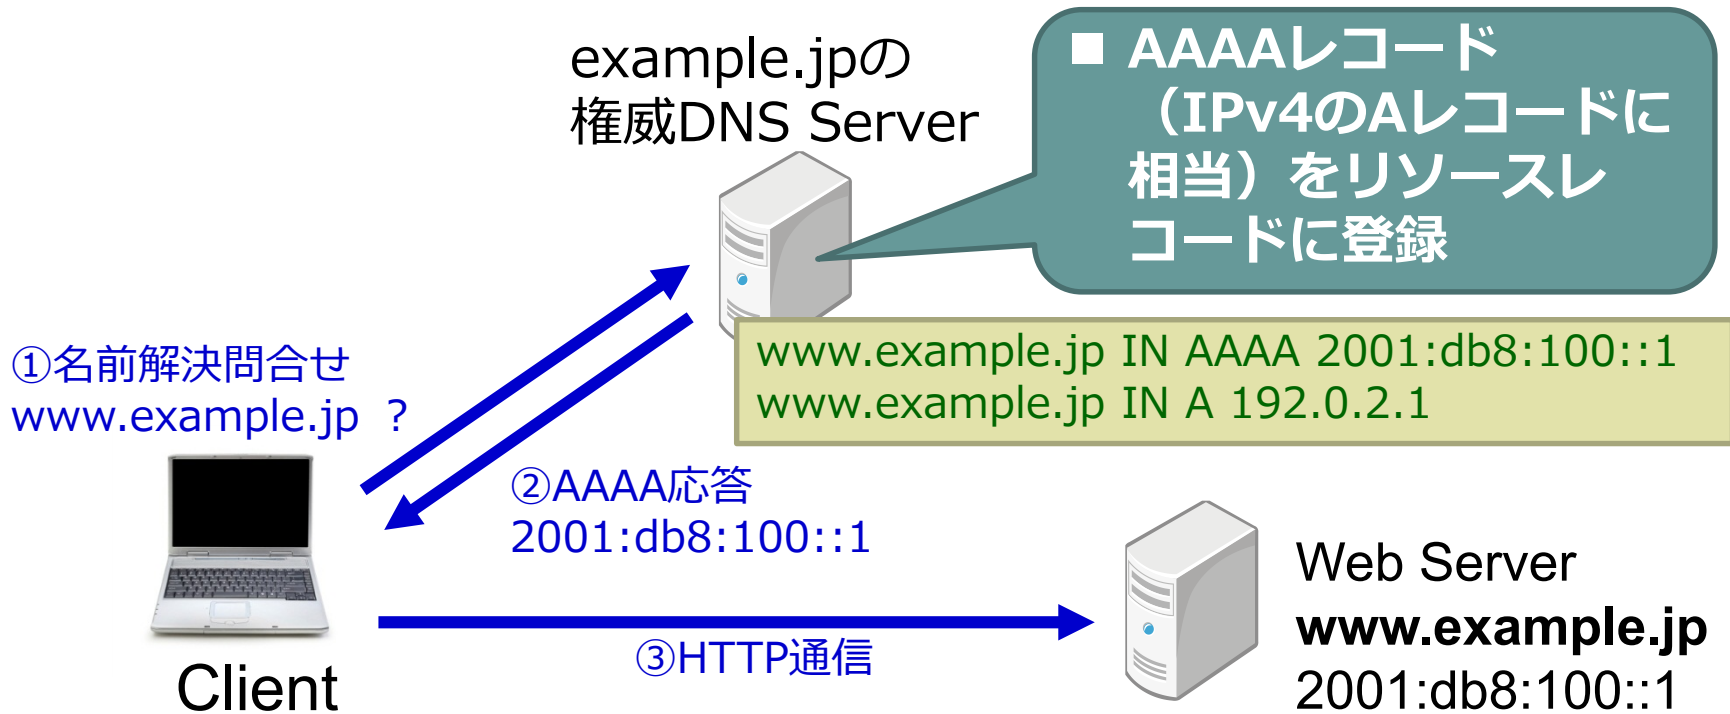 example.jpの
権威DNS Server
■ AAAAレコード
（IPv4のAレコードに
相当）をリソースレ
コードに登録
www.example.jp IN AAAA 2001:db8:100::1
www.example.jp IN A 192.0.2.1
①名前解決問合せ
www.example.jp ？
②AAAA応答
2001:db8:100::1
③HTTP通信
Client
Web Server
www.example.jp
2001:db8:100::1